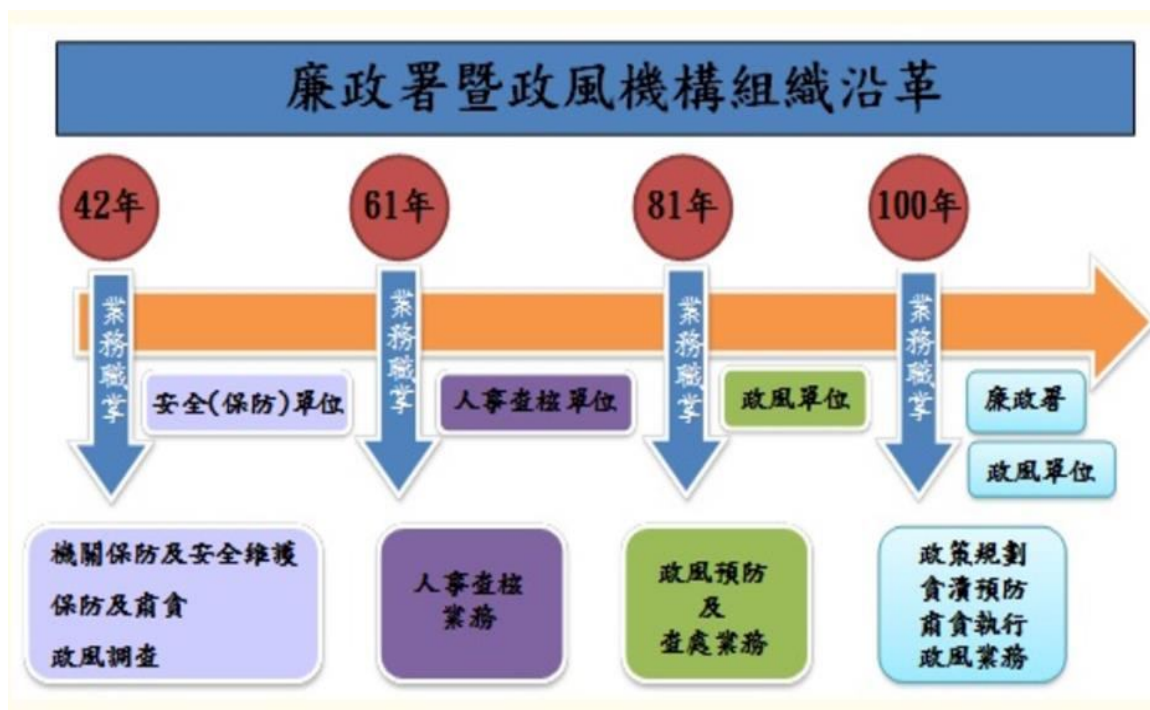 廉政署暨政風機構組織沿革
42年
61年
81年
100年
業務職掌
業務職掌
業務職掌
業務職掌
安全(保防)單位
人事查核單位
政風單位
廉政署
政風單位
機關保防及安全維護
保防及肅貪
政風調查
人事查核
業務
政風預防
及
查處業務
政策規劃
貪瀆預防
肅貪執行
政風業務